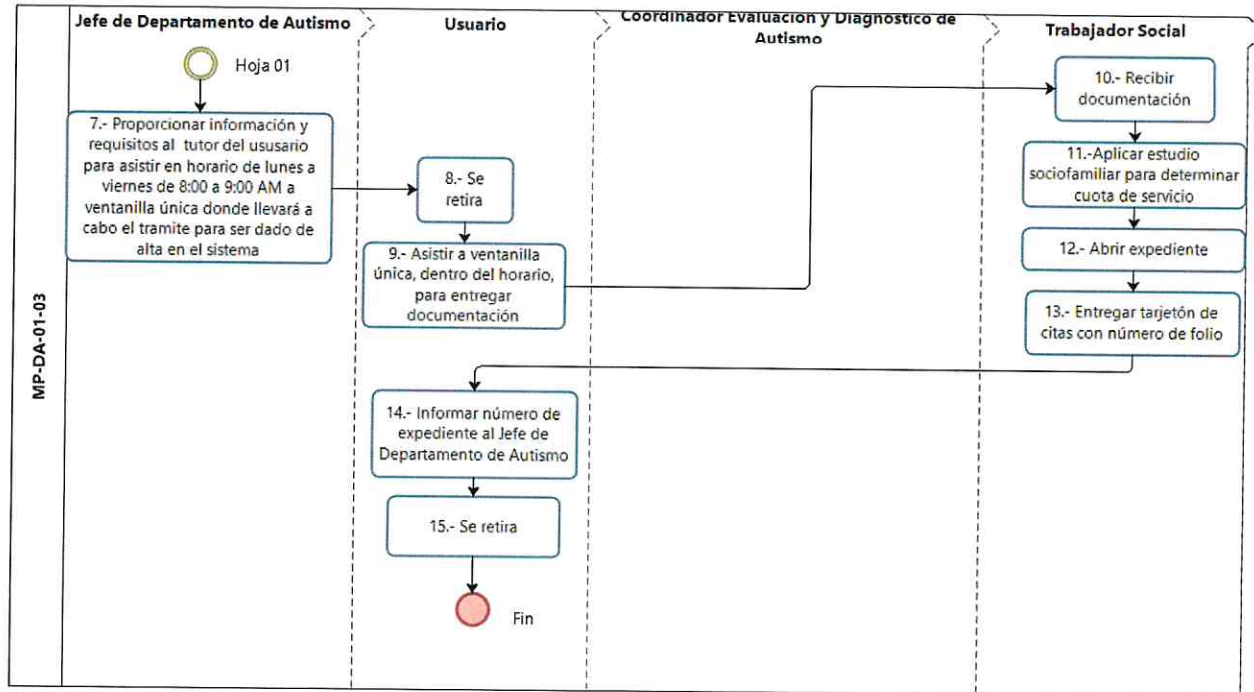 Jefe de Departamento de Autismo
Usuario
Coordinador Evaluación y Diagnóstico de
Autismo
Trabajador Social
MP-DA-01-03
Hoja 01
7.- Proporcionar información y
requisitos al tutor del ususario
para asistir en horario de lunes a
viernes de 8:00 a 9:00 AM a
ventanilla única donde llevará a
cabo el tramite para ser dado de
alta en el sistema
8.- Se
retira
9.- Asistir a ventanilla
única, dentro del horario,
para entregar
documentación
10.- Recibir
documentación
11.-Aplicar estudio
sociofamiliar para determinar
cuota de servicio
12.- Abrir expediente
13.- Entregar tarjetón de
citas con número de folio
14.- Informar número de
expediente al Jefe de
Departamento de Autismo
15.- Se retira
Fin